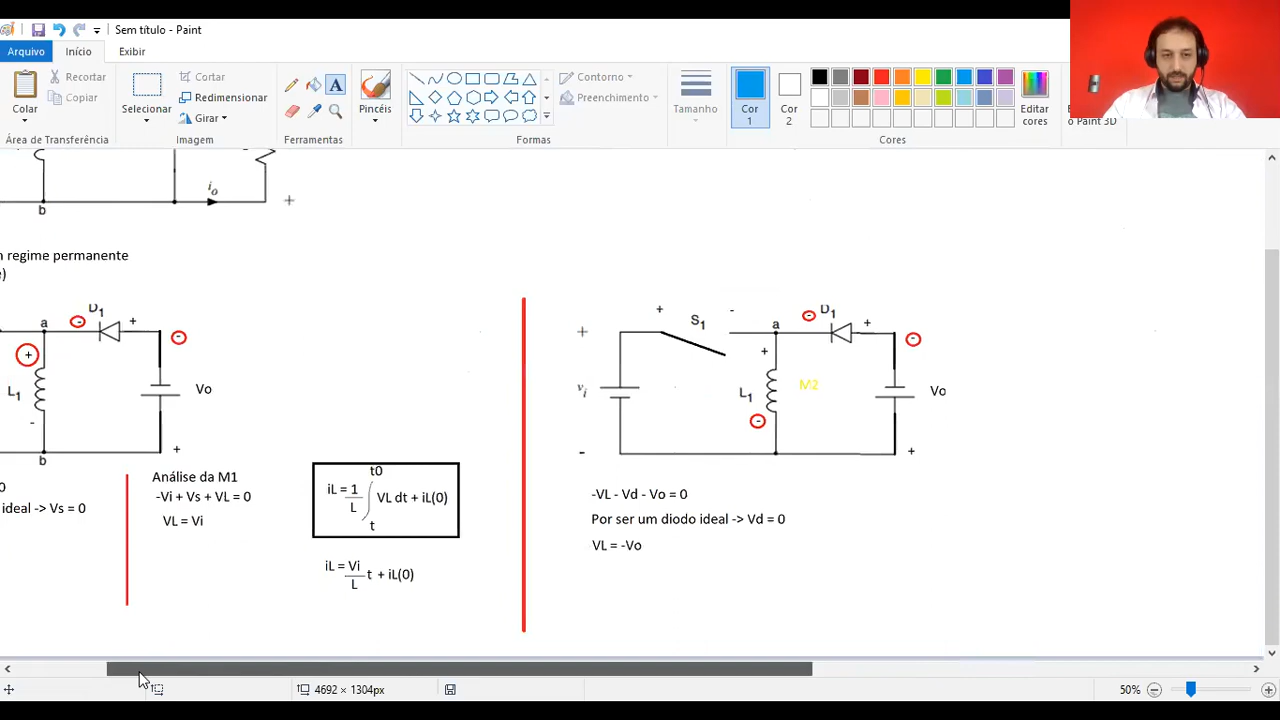 Sem título - Paint
Arquivo
Início
Exibir
Colar
Recortar
Copiar
Área de Transferência
Selecionar
Cortar
Redimensionar
Girar
Imagem
Ferramentas
Pincéis
Formas
Contorno
Preenchimento
Tamanho
Cor
1
Cor
2
Cores
Editar
cores
o Paint 3D
io
+
b
regime permanente
D1
a
+
-
-
+
L1
-
Vo
b
+
0
ideal -> Vs = 0
Análise da M1
-Vi + Vs + VL = 0
VL = Vi
t0
iL = 1
L
VL dt + iL(0)
t
iL = Vi
L
t + iL(0)
+
-
S1
D1
+
a
-
+
-
+
vi
L1
M2
Vo
-
-
+
-VL - Vd - Vo = 0
Por ser um diodo ideal -> Vd = 0
VL = -Vo
4692 × 1304px
50%